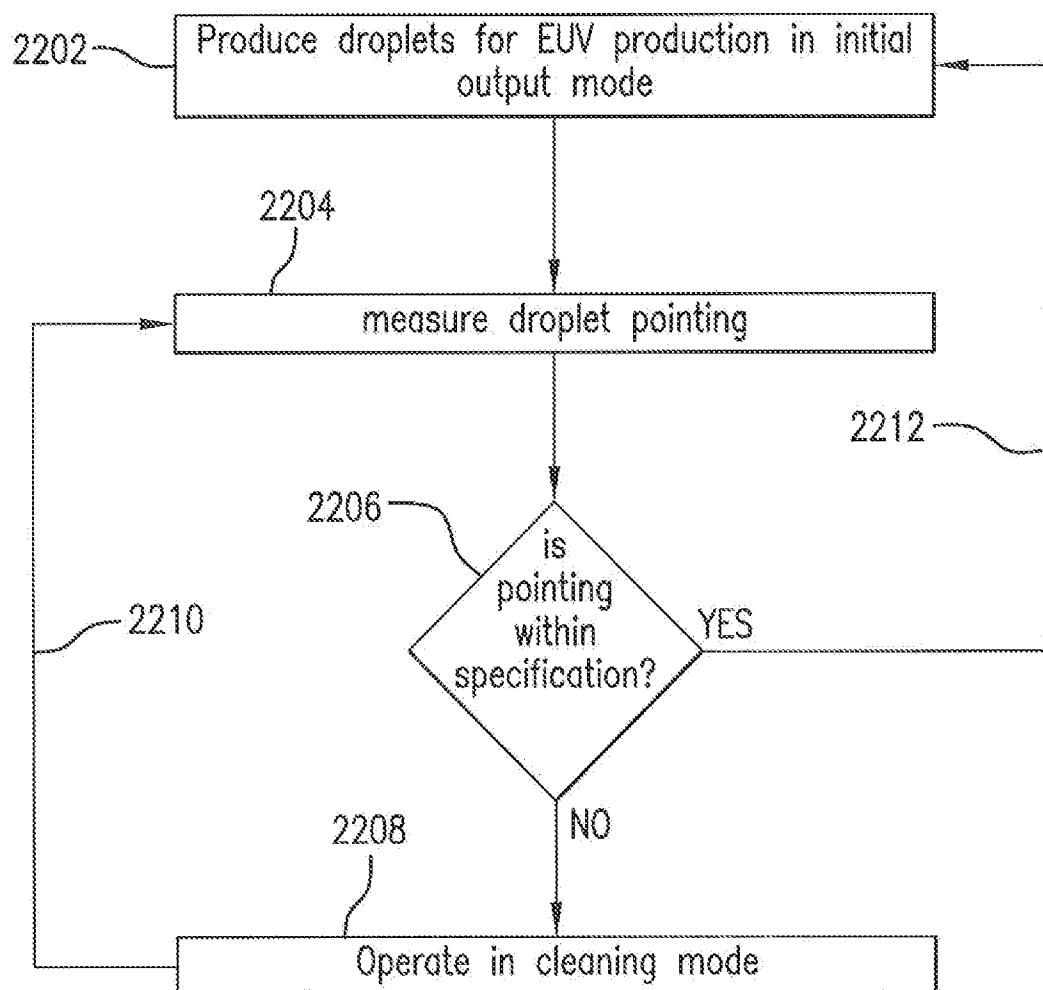 2202
Produce droplets for EUV production in initial
output mode
2204
measure droplet pointing
2212
2206
is
pointing
within
specification?
YES
2210
NO
2208
Operate in cleaning mode